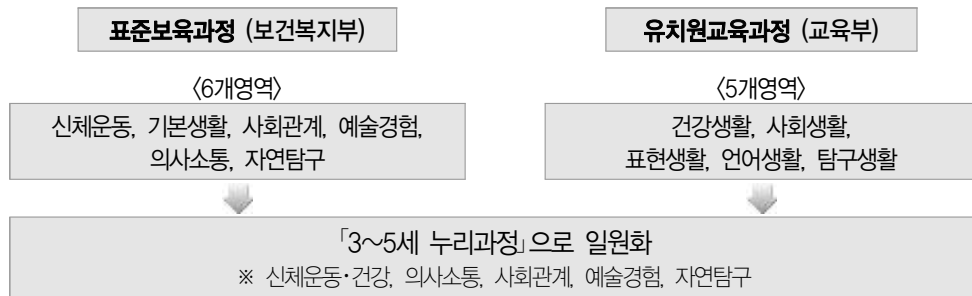 표준보육과정 (보건복지부)
유치원교육과정 (교육부)
〈6개영역〉
〈5개영역〉
신체운동, 기본생활, 사회관계, 예술경험,
의사소통, 자연탐구
건강생활, 사회생활,
표현생활, 언어생활, 탐구생활
「3～5세 누리과정」으로 일원화
※ 신체운동·건강, 의사소통, 사회관계, 예술경험, 자연탐구